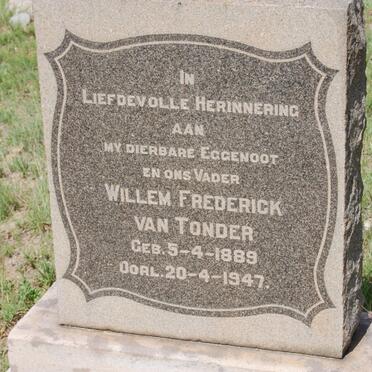 IN
LIEFDEVOLLE HERINNERING
AAN
MY DIERBARE EGGENOOT
EN ONS VADER
WILLEM FREDERICK
VAN TONDER
GEB. 5-4-1889
OORL. 20-4-1947.